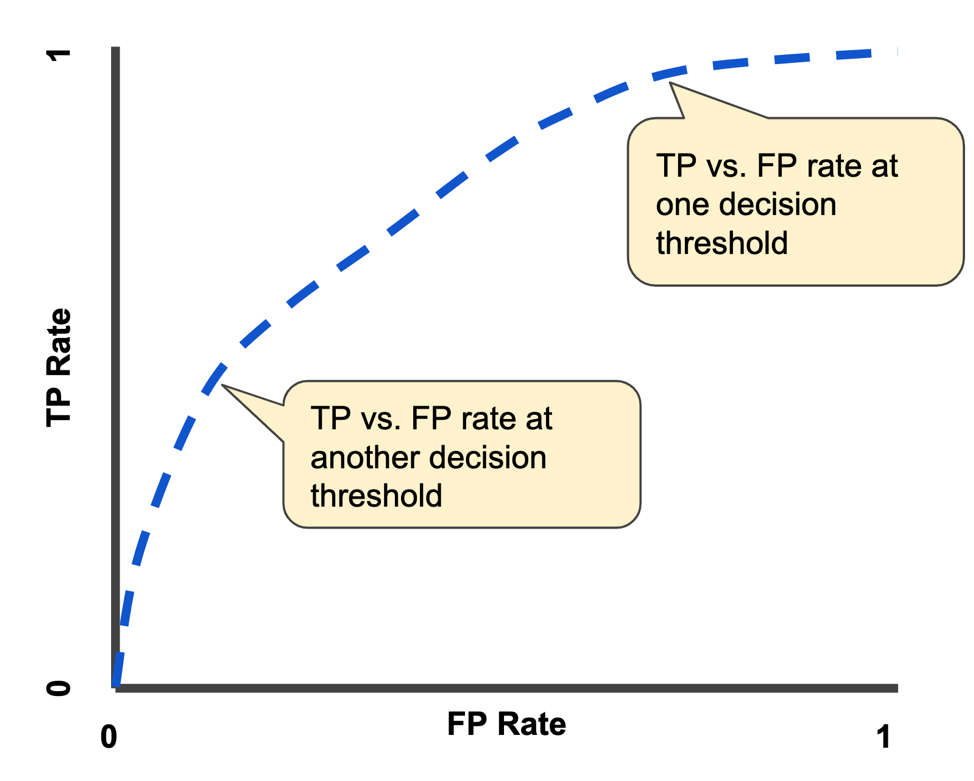 1
TP vs. FP rate at
one decision
threshold
TP Rate
TP vs. FP rate at
another decision
threshold
0
0
FP Rate
1